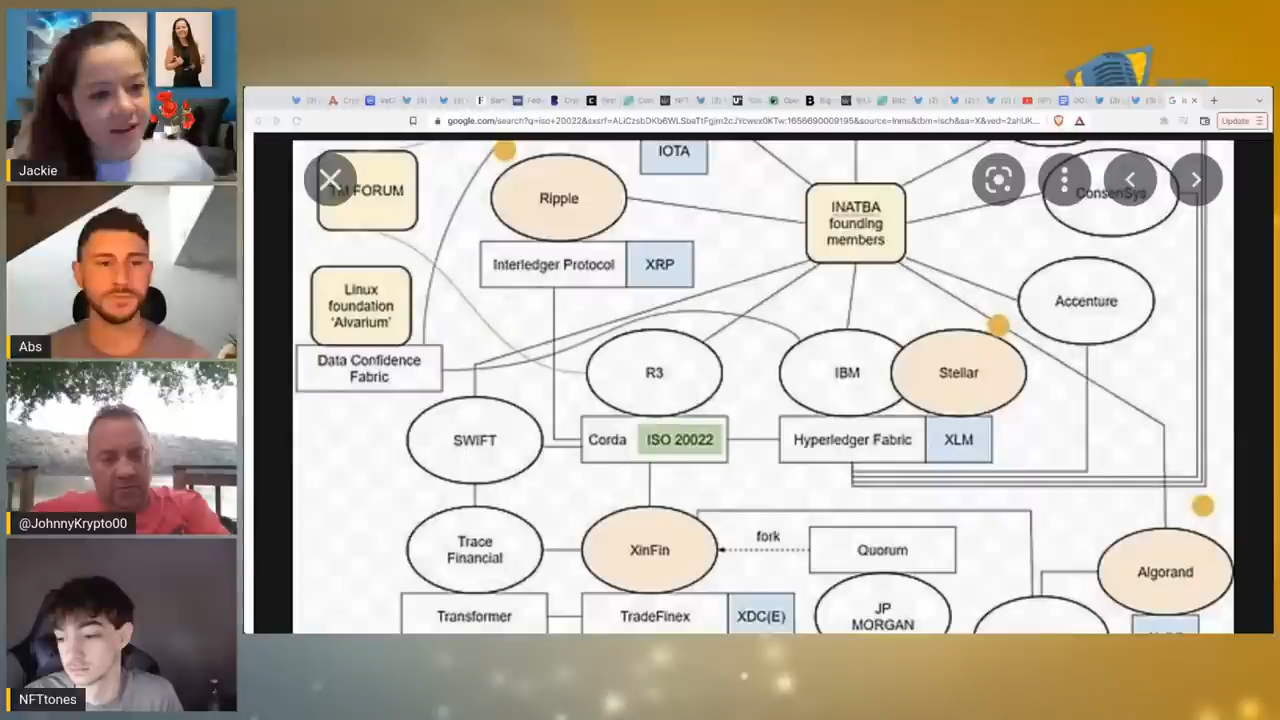 Jackie
Abs
@JohnnyKrypto00
NFTtones
Update
FORUM
Linux
foundation
'Alvarium'
Data Confidence
Fabric
IOTA
Ripple
Interledger Protocol
XRP
INATBA
founding
members
ConsenSys
Accenture
R3
IBM
Stellar
SWIFT
Corda
ISO 20022
Hyperledger Fabric
XLM
Trace
Financial
XinFin
fork
Quorum
Algorand
Transformer
TradeFinex
XDC(E)
JP
MORGAN